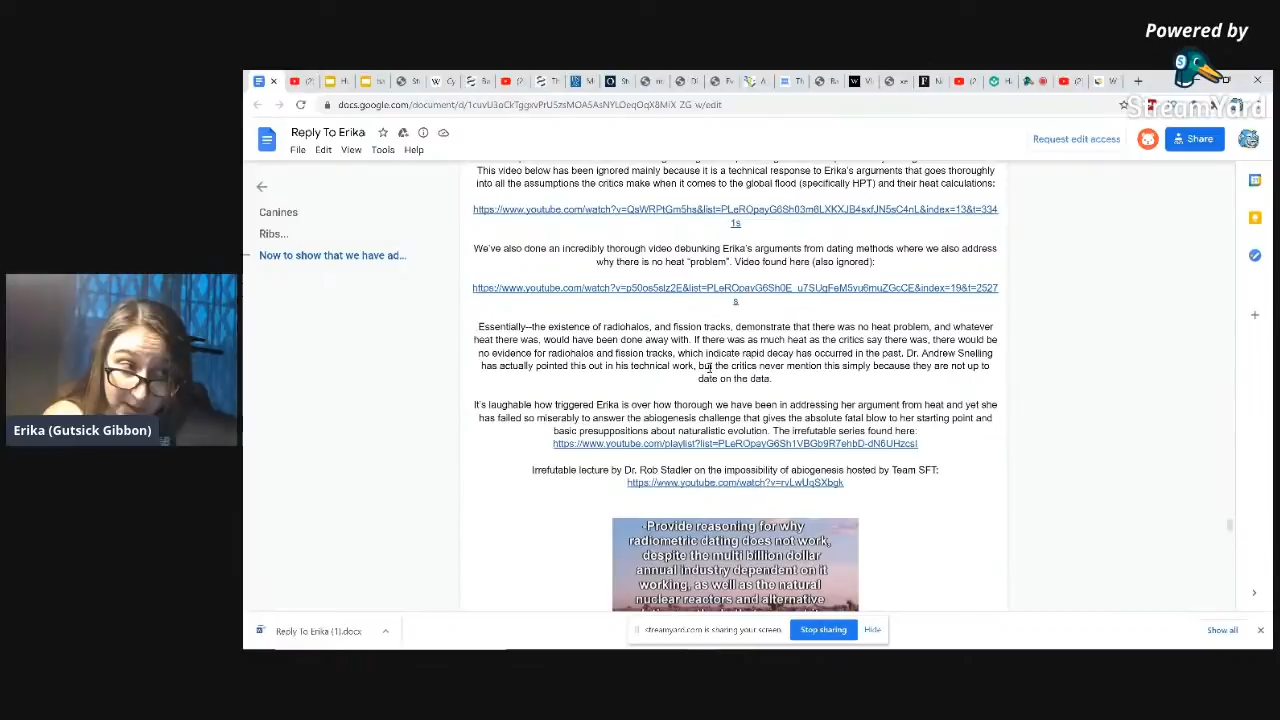 Powered by
StreamYard
docs.google.com/document/d/
Reply To Erika
Request edit access
Share
File Edit View Tools Help
Canines
Ribs...
Now to show that we have ad...
This video below has been ignored mainly because it is a technical response to Erika's arguments that goes thoroughly
into all the assumptions the critics make when it comes to the global flood (specifically HPT) and their heat calculations:
1s
We've also done an incredibly thorough video debunking Erika's arguments from dating methods where we also address
why there is no heat "problem". Video found here (also ignored):
s
Essentially--the existence of radiohalos, and fission tracks, demonstrate that there was no heat problem, and whatever
heat there was, would have been done away with. If there was as much heat as the critics say there was, there would be
no evidence for radiohalos and fission tracks, which indicate rapid decay has occurred in the past. Dr. Andrew Snelling
has actually pointed this out in his technical work, but the critics never mention this simply because they are not up to
date on the data.
It's laughable how triggered Erika is over how thorough we have been in addressing her argument from heat and yet she
has failed so miserably to answer the abiogenesis challenge that gives the absolute fatal blow to her starting point and
basic presuppositions about naturalistic evolution. The irrefutable series found here:
Irrefutable lecture by Dr. Rob Stadler on the impossibility of abiogenesis hosted by Team SFT:
https://www.youtube.com/watch?v=rvLwUqSXbgk
·Provide reasoning for why
radiometric dating does not work,
despite the multi billion dollar
annual industry dependent on it
working, as well as the natural
nuclear reactors and alternative
Erika (Gutsick Gibbon)
Reply To Erika (1).docx
streamyard.com is sharing your screen.
Stop sharing
Hide
Show all